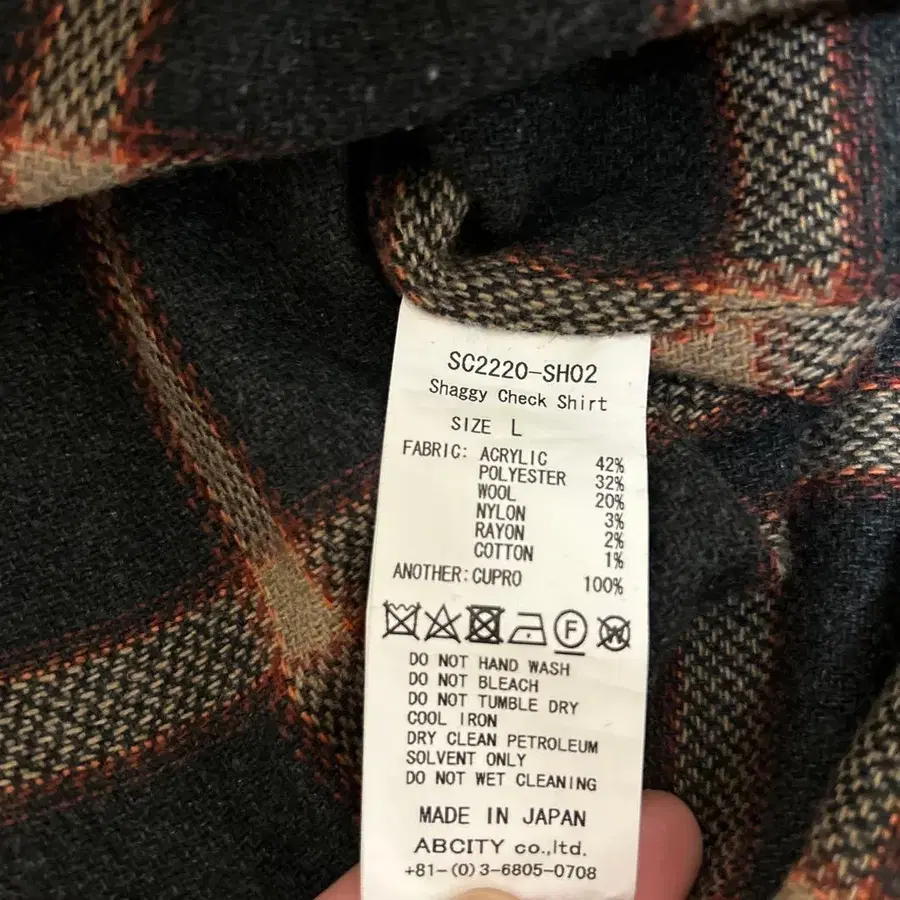 SC2220-SH02
Shaggy Check Shirt
SIZE L
FABRIC: ACRYLIC 42%
POLYESTER 32%
WOOL 20%
NYLON 3%
RAYON 2%
COTTON 1%
ANOTHER: CUPRO 100%
F W
DO NOT HAND WASH
DO NOT BLEACH
DO NOT TUMBLE DRY
COOL IRON
DRY CLEAN PETROLEUM
SOLVENT ONLY
DO NOT WET CLEANING
MADE IN JAPAN
ABCITY co.,ltd.
+81-(0)3-6805-0708